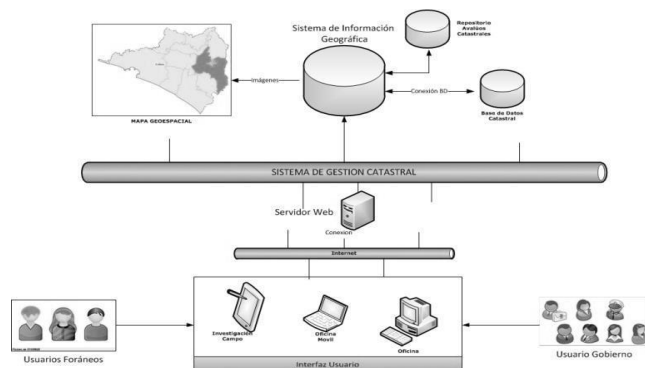 Sistema de Información
Geográfica
Repositorio
Avalúos
Catastrales
Imágenes
Conexión BD
Base de Datos
Catastral
MAPA GEOESPACIAL
SISTEMA DE GESTION CATASTRAL
Servidor Web
Conexion
Internet
Investigación
Campo
Oficina
Movil
Oficina
Interfaz Usuario
Usuarios Foráneos
Usuario Gobierno